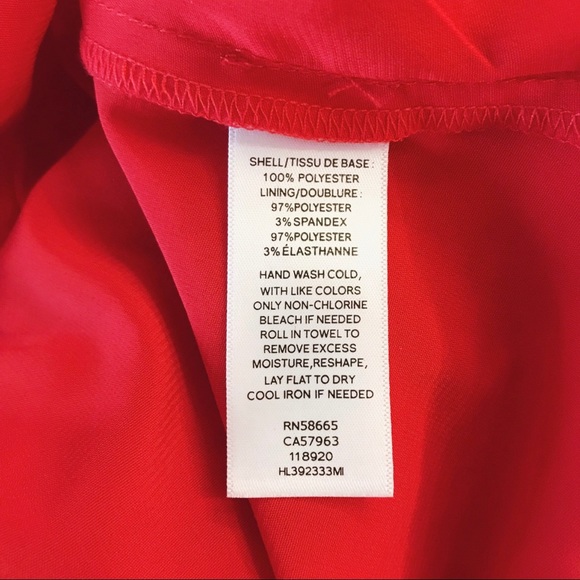 SHELL/TISSU DE BASE:
100% POLYESTER
LINING/DOUBLURE:
97%POLYESTER
3% SPANDEX
97%POLYESTER
3%ÉLASTHANNE
HAND WASH COLD,
WITH LIKE COLORS
ONLY NON-CHLORINE
BLEACH IF NEEDED
ROLL IN TOWEL TO
REMOVE EXCESS
MOISTURE,RESHAPE,
LAY FLAT TO DRY
COOL IRON IF NEEDED
RN58665
CA57963
118920
HL392333MI